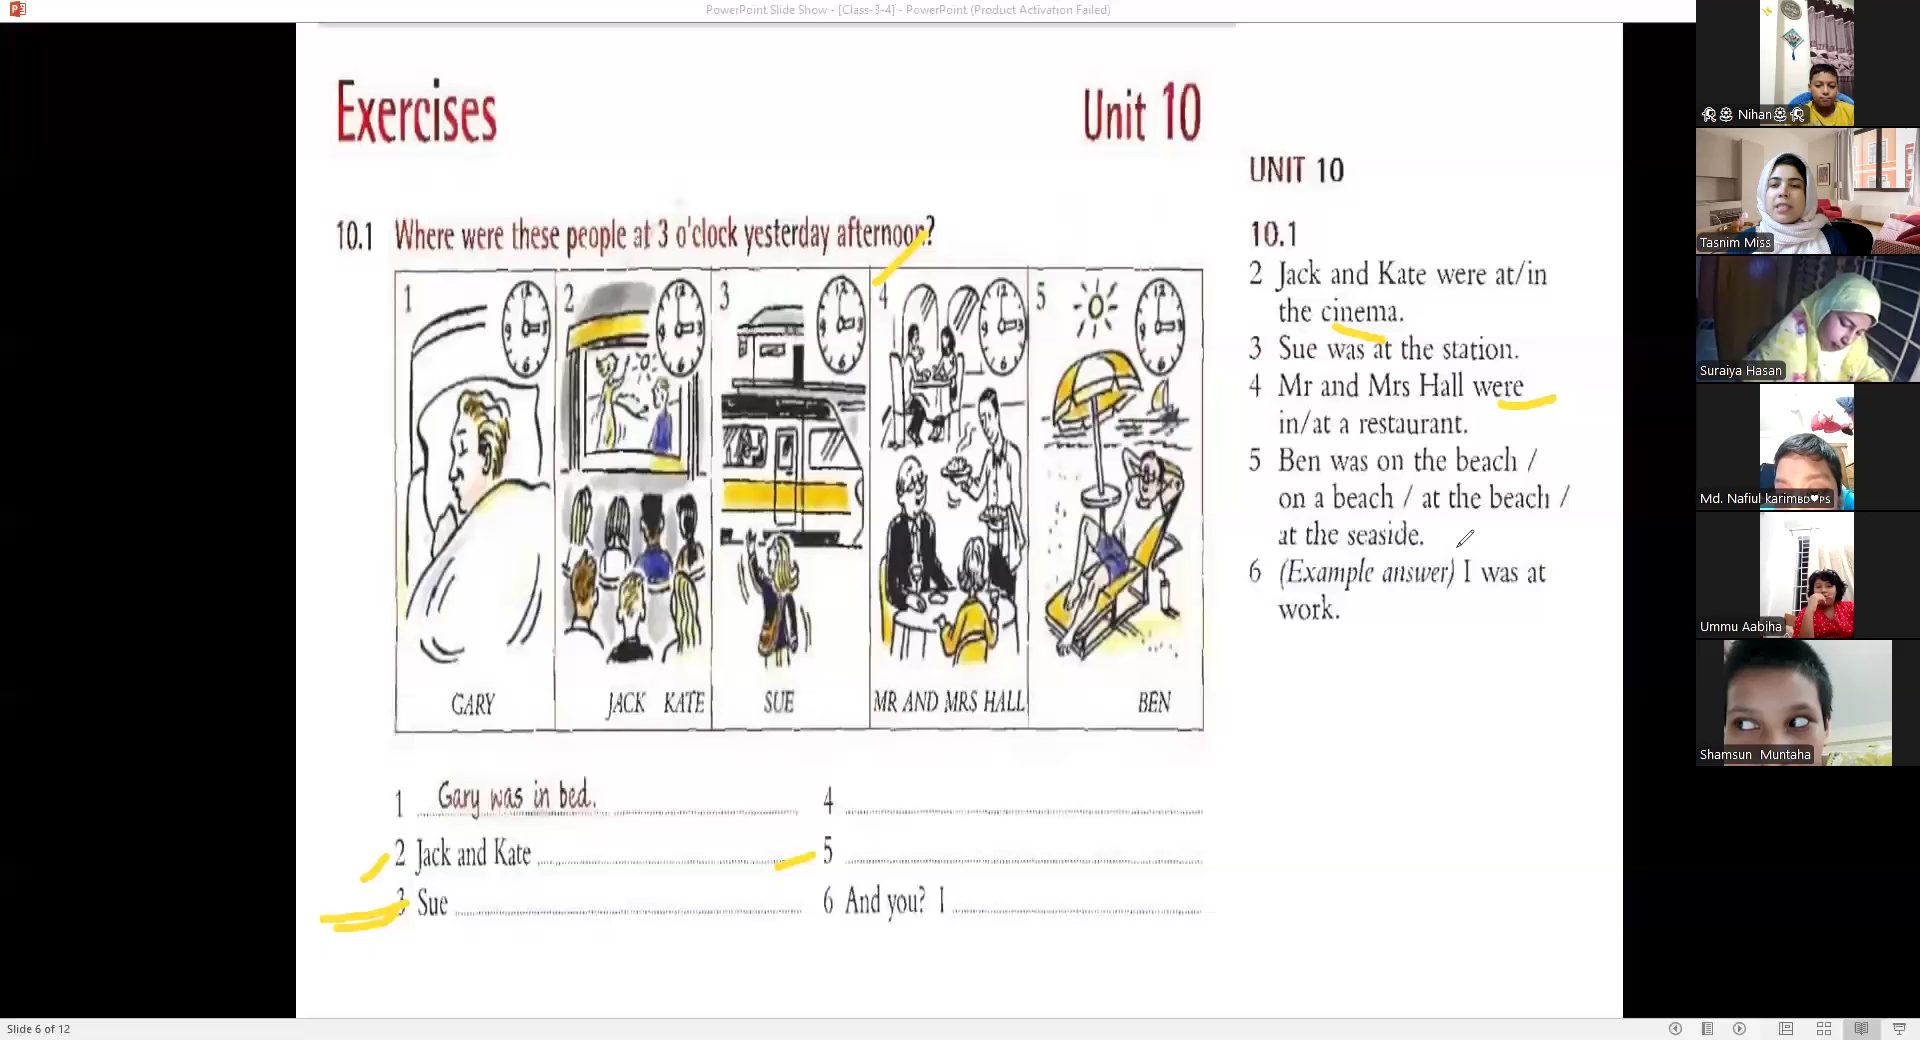 PowerPoint Slide Show - [Class-3-4] - PowerPoint (Product Activation Failed)
Exercises
Unit 10
10.1 Where were these people at 3 o'clock yesterday afternoon?
1
2
3
4
5
GARY
JACK KATE
SUE
MR AND MRS HALL
BEN
1 Gary was in bed.
2 Jack and Kate
3 Sue
4
5
6 And you? I
UNIT 10
10.1
2 Jack and Kate were at/in
the cinema.
3 Sue was at the station.
4 Mr and Mrs Hall were
in/at a restaurant.
5 Ben was on the beach /
on a beach / at the beach /
at the seaside.
6 (Example answer) I was at
work.
Nihan
Tasnim Miss
Suraiya Hasan
Md. Nafiul karimBD♥PS
Ummu Aabiha
Shamsun Muntaha
Slide 6 of 12